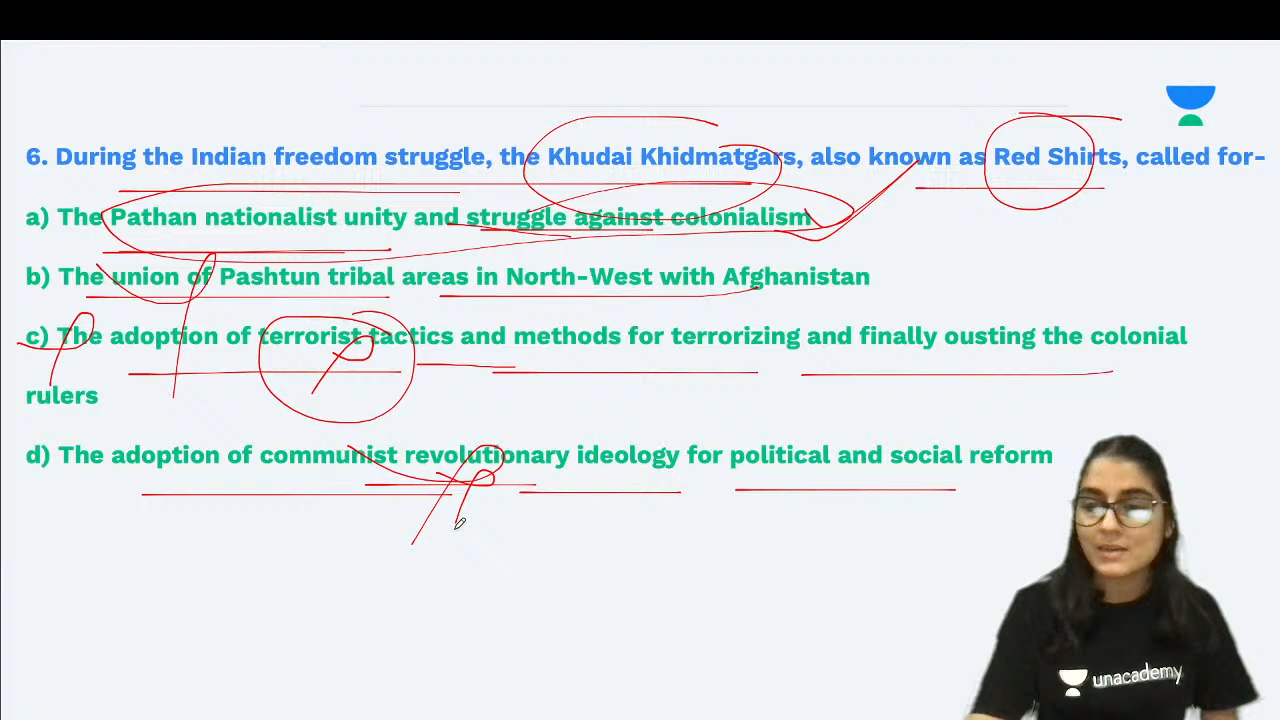 6. During the Indian freedom struggle, the Khudai Khidmatgars, also known as Red Shirts, called for-
a) The Pathan nationalist unity and struggle against colonialism
b) The union of Pashtun tribal areas in North-West with Afghanistan
c) The adoption of terrorist tactics and methods for terrorizing and finally ousting the colonial
rulers
d) The adoption of communist revolutionary ideology for political and social reform
unacademy